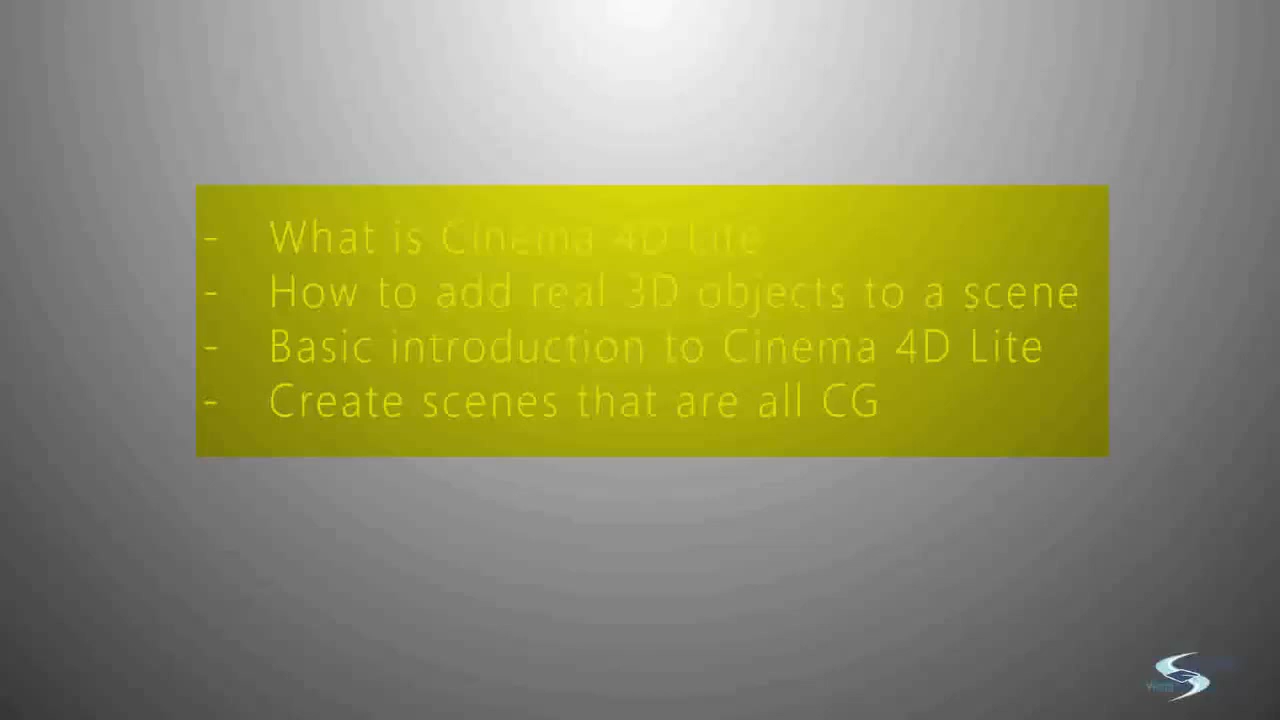 - What is Cinema 4D Lite
- How to add real 3D objects to a scene
- Basic introduction to Cinema 4D Lite
- Create scenes that are all CG